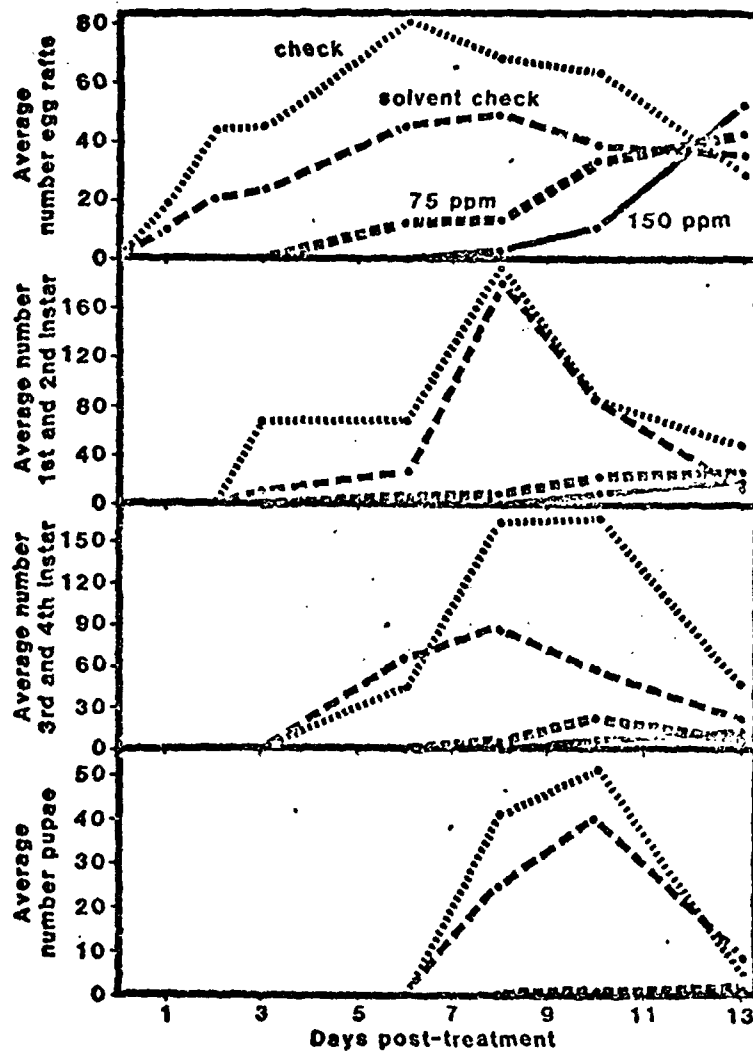 Average
number egg rafts
80
60
40
20
0
check
solvent check
75 ppm
150 ppm
Average number
1st and 2nd Instar
160
120
80
40
0
Average number
3rd and 4th Instar
150
120
90
60
30
0
Average
number pupae
50
40
30
20
10
0
1 3 5 7 9 11 13
Days post-treatment